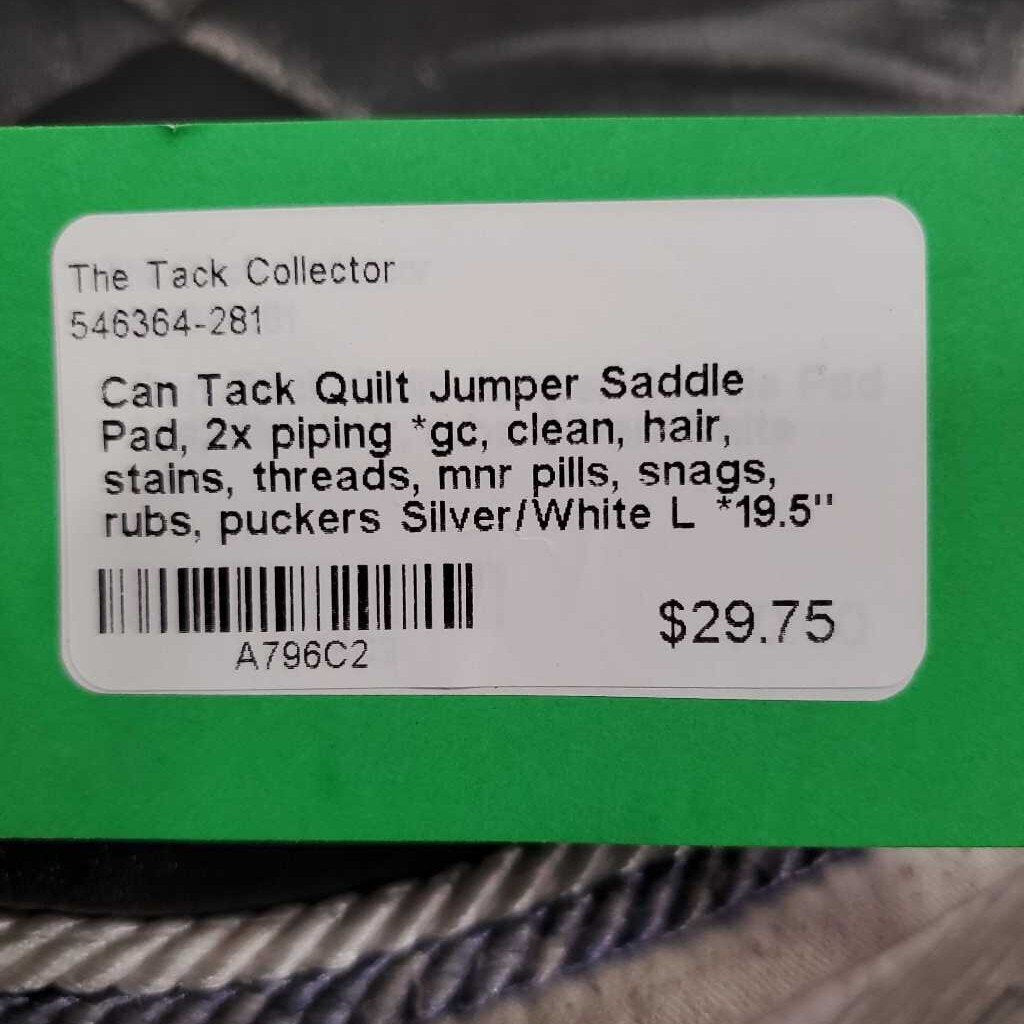 The Tack Collector
546364-281
Can Tack Quilt Jumper Saddle
Pad, 2x piping *gc, clean, hair,
stains, threads, mnr pills, snags,
rubs, puckers Silver/White L *19.5"
A796C2
$29.75